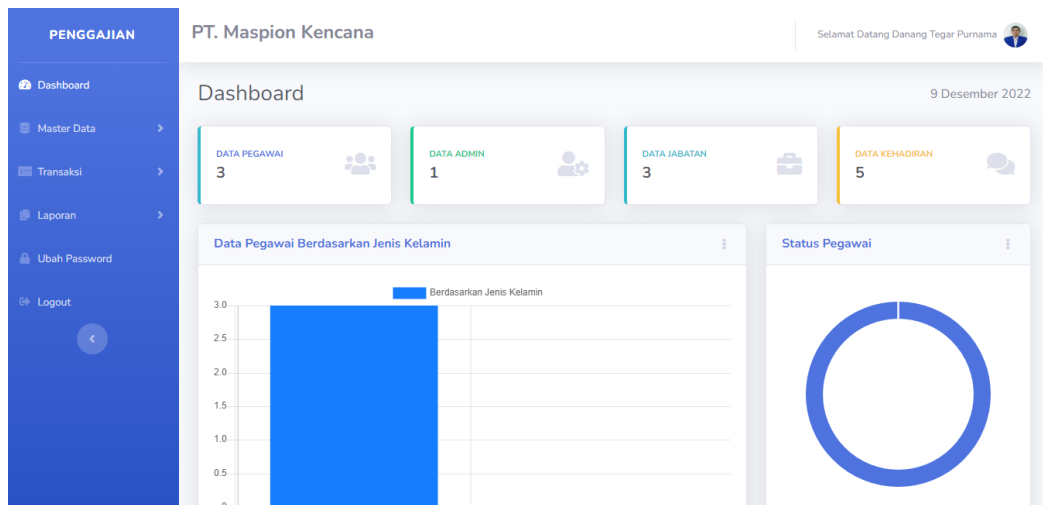 PENGGAJIAN
PT. Maspion Kencana
Selamat Datang Danang Tegar Purnama
Dashboard
Master Data
Transaksi
Laporan
Ubah Password
Logout
Dashboard
9 Desember 2022
DATA PEGAWAI
3
DATA ADMIN
1
DATA JABATAN
3
DATA KEHADIRAN
5
Data Pegawai Berdasarkan Jenis Kelamin
Berdasarkan Jenis Kelamin
3.0
2.5
2.0
1.5
1.0
0.5
Status Pegawai